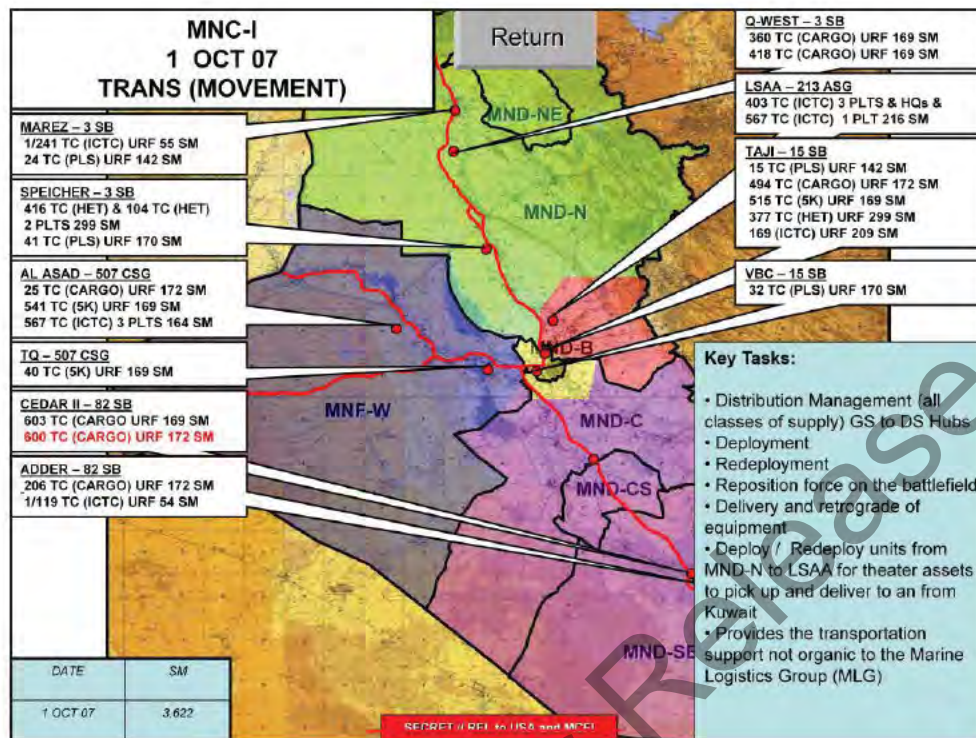 MNC-I
1 OCT 07
TRANS (MOVEMENT)
Return
MAREZ – 3 SB
1/241 TC (ICTC) URF 55 SM
24 TC (PLS) URF 142 SM
SPEICHER – 3 SB
416 TC (HET) & 104 TC (HET)
2 PLTS 299 SM
41 TC (PLS) URF 170 SM
AL ASAD – 507 CSG
25 TC (CARGO) URF 172 SM
541 TC (5K) URF 169 SM
567 TC (ICTC) 3 PLTS 164 SM
TQ – 507 CSG
40 TC (5K) URF 169 SM
CEDAR II – 82 SB
603 TC (CARGO) URF 169 SM
600 TC (CARGO) URF 172 SM
ADDER – 82 SB
206 TC (CARGO) URF 172 SM
1/119 TC (ICTC) URF 54 SM
Q-WEST – 3 SB
360 TC (CARGO) URF 169 SM
418 TC (CARGO) URF 169 SM
LSAA – 213 ASG
403 TC (ICTC) 3 PLTS & HQs &
567 TC (ICTC) 1 PLT 216 SM
TAJI – 15 SB
15 TC (PLS) URF 142 SM
494 TC (CARGO) URF 172 SM
515 TC (5K) URF 169 SM
377 TC (HET) URF 299 SM
169 (ICTC) URF 209 SM
VBC – 15 SB
32 TC (PLS) URF 170 SM
MND-NE
MND-N
MND-B
MNF-W
MND-C
MND-CS
MND-SE
Key Tasks:
• Distribution Management (all
classes of supply) GS to DS Hubs
• Deployment
• Redeployment
• Reposition force on the battlefield
• Delivery and retrograde of
equipment
• Deploy / Redeploy units from
MND-N to LSAA for theater assets
to pick up and deliver to an from
Kuwait
• Provides the transportation
support not organic to the Marine
Logistics Group (MLG)
DATE SM
1 OCT 07 3,622
SECRET // REL to USA and MCFI
Release